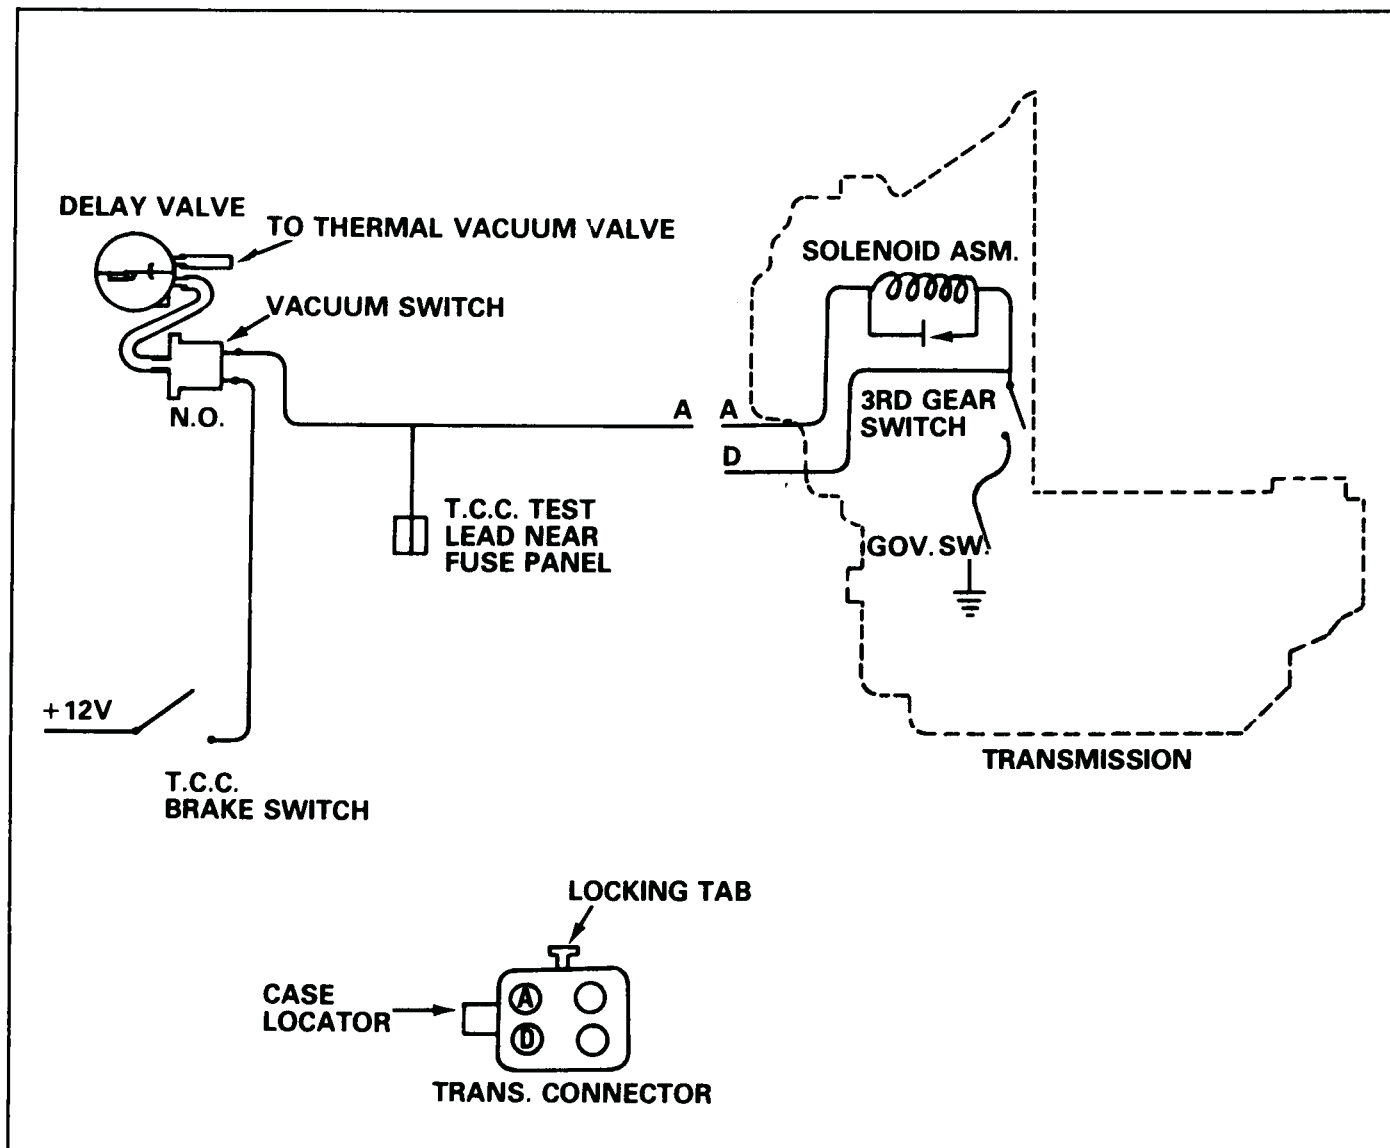 DELAY VALVE
TO THERMAL VACUUM VALVE
VACUUM SWITCH
N.O.
SOLENOID ASM.
A
A
D
3RD GEAR
SWITCH
T.C.C. TEST
LEAD NEAR
FUSE PANEL
GOV. SW.
+12V
T.C.C.
BRAKE SWITCH
TRANSMISSION
LOCKING TAB
CASE
LOCATOR
A
D
TRANS. CONNECTOR